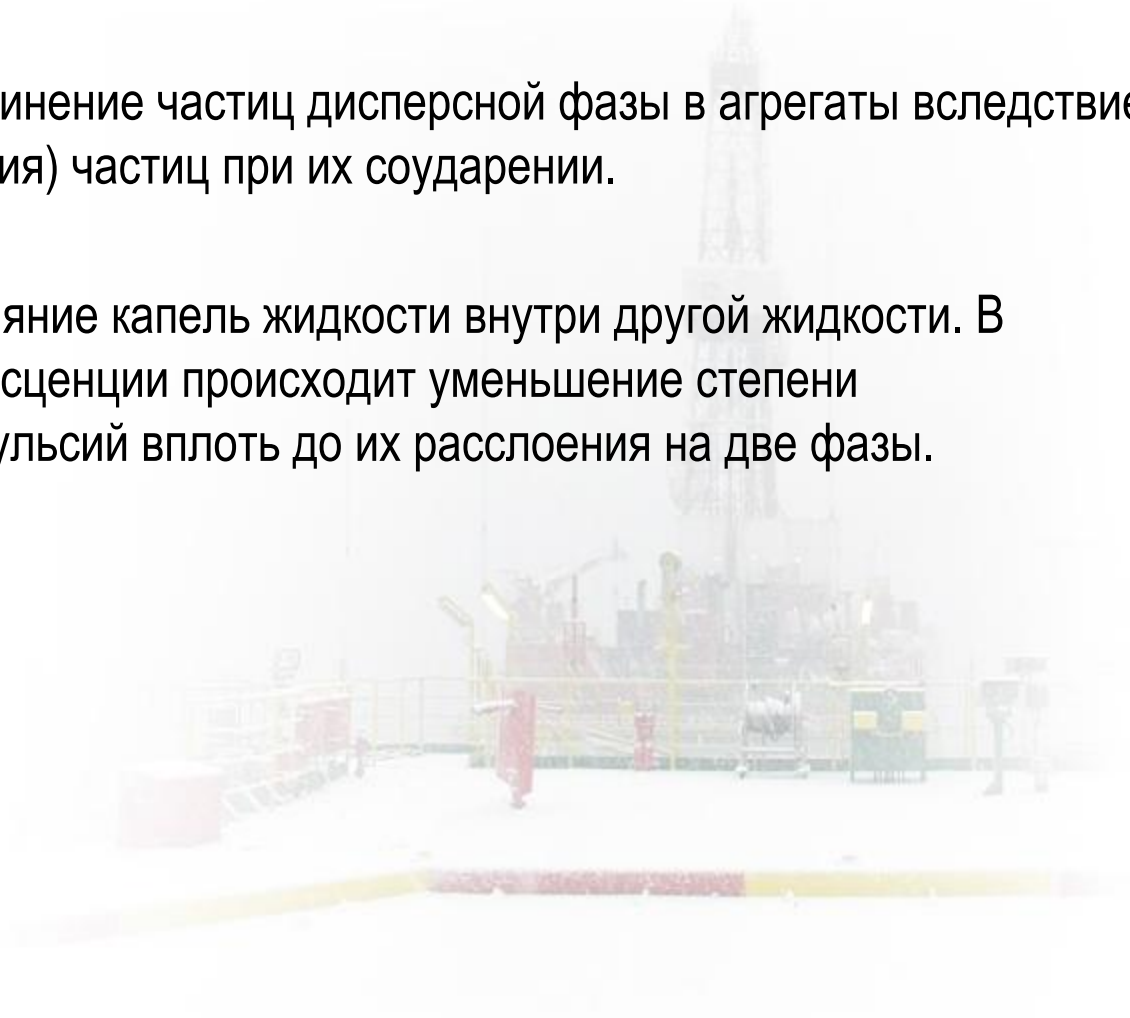 инение частиц дисперсной фазы в агрегаты вследствие
ия) частиц при их соударении.
яние капель жидкости внутри другой жидкости. В
сценции происходит уменьшение степени
ульсий вплоть до их расслоения на две фазы.